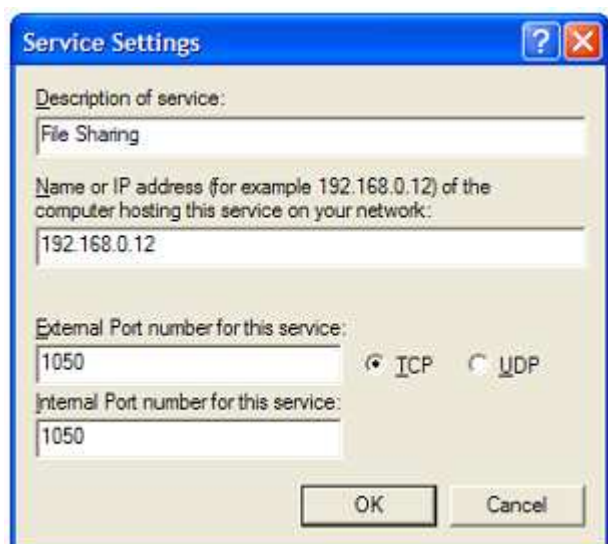 Service Settings
Description of service:
File Sharing
Name or IP address (for example 192.168.0.12) of the
computer hosting this service on your network:
192.168.0.12
External Port number for this service:
1050 TCP UDP
Internal Port number for this service:
1050
OK Cancel